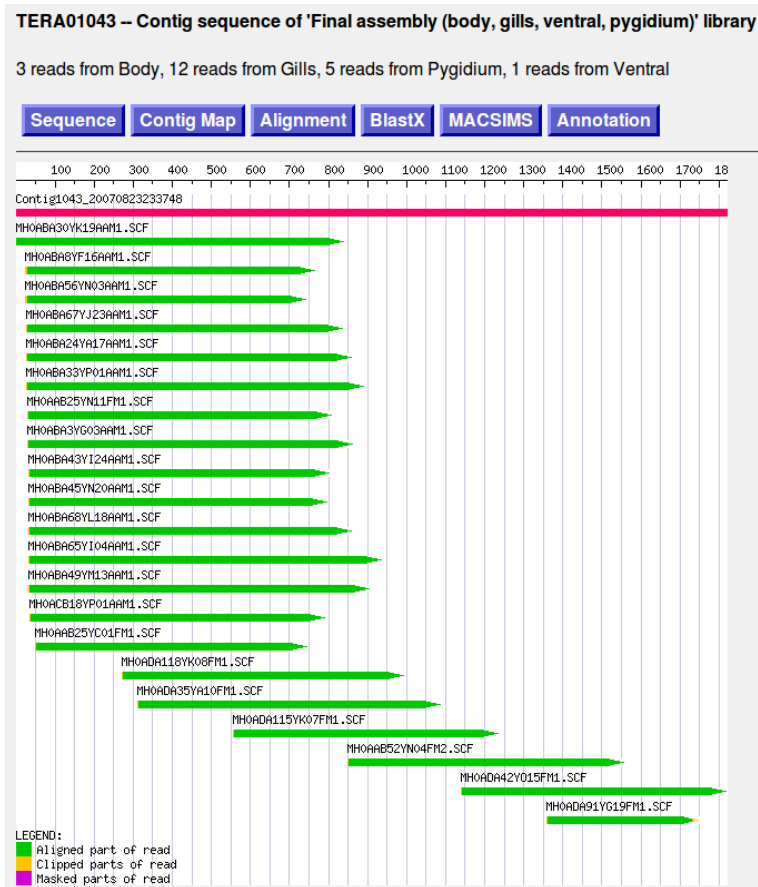 TERA01043 -- Contig sequence of 'Final assembly (body, gills, ventral, pygidium)' library
3 reads from Body, 12 reads from Gills, 5 reads from Pygidium, 1 reads from Ventral
Sequence Contig Map Alignment BlastX MACSIMS Annotation
100 200 300 400 500 600 700 800 900 1000 1100 1200 1300 1400 1500 1600 1700 18
Contig1043_20070823233748
MH0ABA30YK19AAM1.SCF
MH0ABA8YF16AAM1.SCF
MH0ABA56YN03AAM1.SCF
MH0ABA67YJ23AAM1.SCF
MH0ABA24YA17AAM1.SCF
MH0ABA33YP01AAM1.SCF
MH0AAB25YN11FM1.SCF
MH0ABA3YG03AAM1.SCF
MH0ABA43YI24AAM1.SCF
MH0ABA45YN20AAM1.SCF
MH0ABA68YL18AAM1.SCF
MH0ABA65YI04AAM1.SCF
MH0ABA49YM13AAM1.SCF
MH0ACB18YP01AAM1.SCF
MH0AAB25YC01FM1.SCF
MH0ADA118YK08FM1.SCF
MH0ADA35YA10FM1.SCF
MH0ADA115YK07FM1.SCF
MH0AAB52YN04FM2.SCF
MH0ADA42YO15FM1.SCF
MH0ADA91YG19FM1.SCF
LEGEND:
Aligned part of read
Clipped parts of read
Masked parts of read